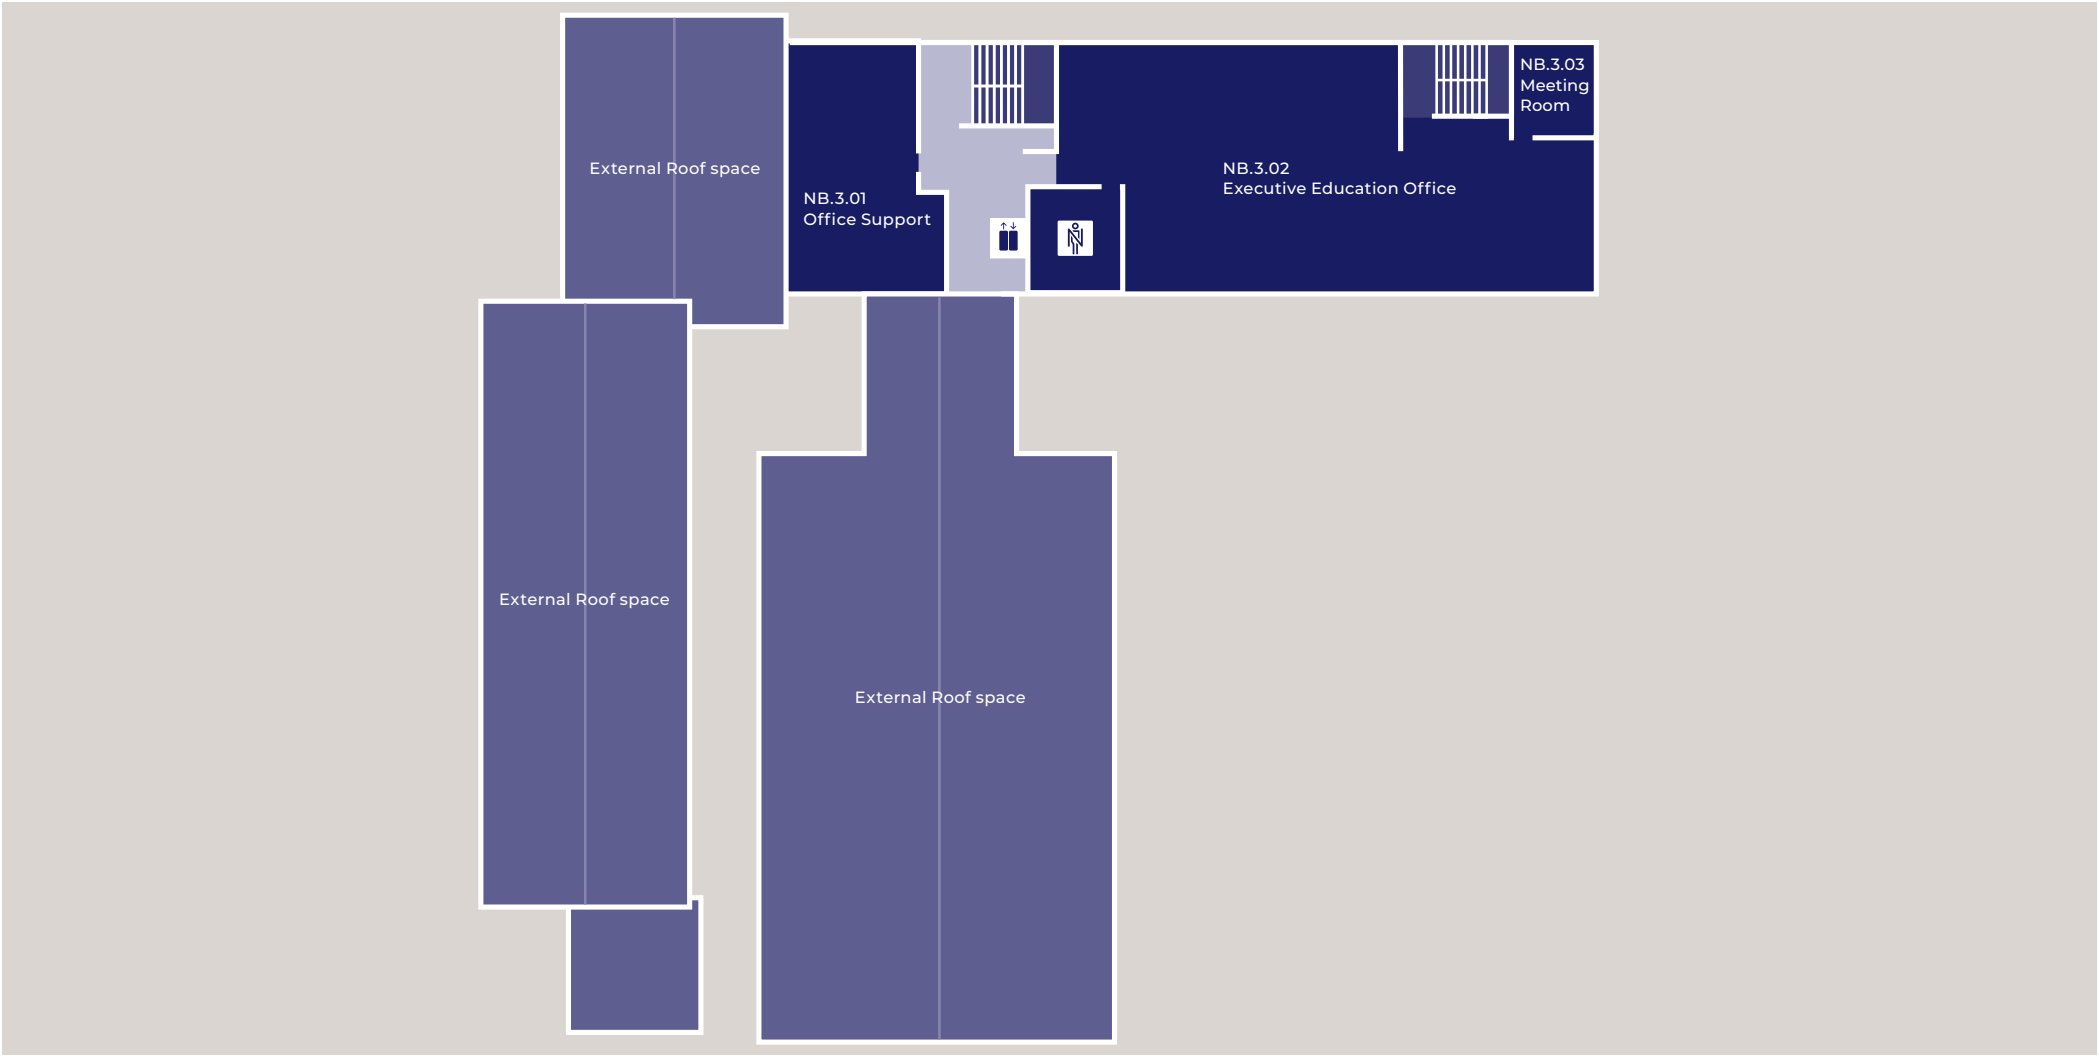 NB.3.03
Meeting
Room
External Roof space
NB.3.01
Office Support
NB.3.02
Executive Education Office
External Roof space
External Roof space